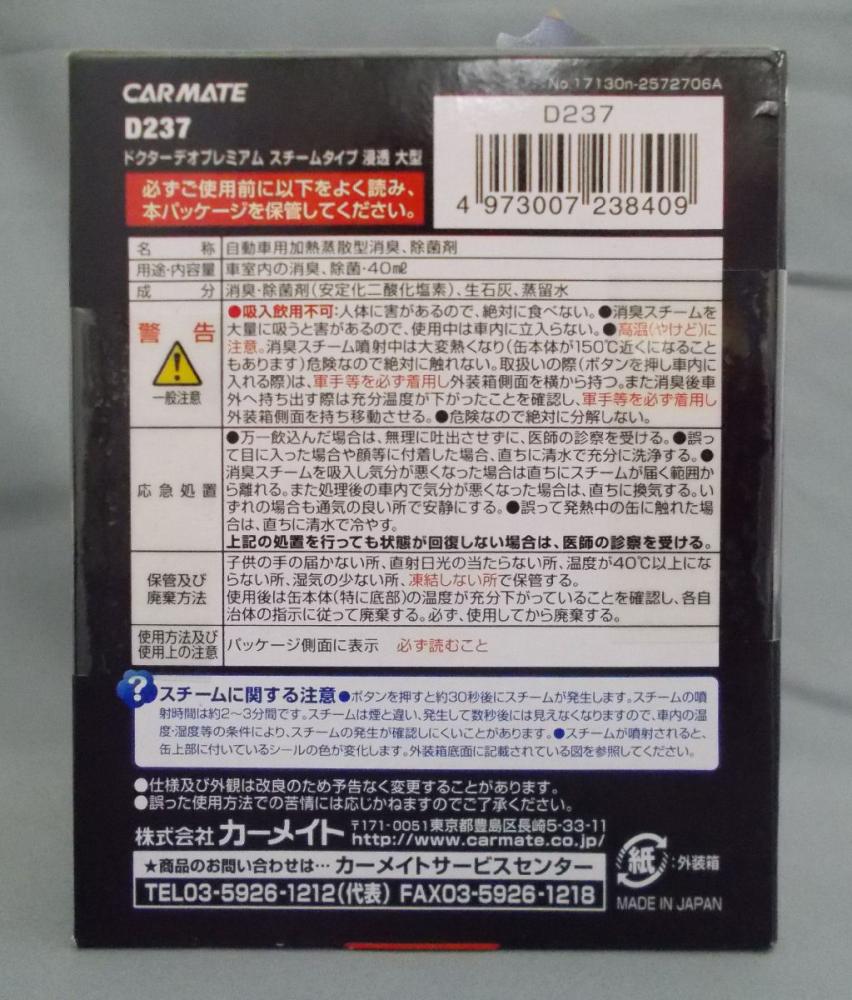 CARMATE
No.17130n-2572706A
D237
ドクターデオプレミアム スチームタイプ 浸透 大型
必ずご使用前に以下をよく読み、
本パッケージを保管してください。
D237
4 973007 238409
名 称 自動車用加熱蒸散型消臭、除菌剤
用途・内容量 車室内の消臭、除菌・40mℓ
成 分 消臭・除菌剤(安定化二酸化塩素)、生石灰、蒸留水
警 告
一般注意
●吸入飲用不可:人体に害があるので、絶対に食べない。●消臭スチームを
大量に吸うと害があるので、使用中は車内に立入らない。●高温(やけど)に
注意。消臭スチーム噴射中は大変熱くなり(缶本体が150℃近くになること
もあります)危険なので絶対に触れない。取扱いの際(ボタンを押し車内に
入れる際)は、軍手等を必ず着用し外装箱側面を横から持つ。また消臭後車
外へ持ち出す際は充分温度が下がったことを確認し、軍手等を必ず着用し
外装箱側面を持ち移動させる。●危険なので絶対に分解しない。
応急処置
●万一飲込んだ場合は、無理に吐出させずに、医師の診察を受ける。●誤っ
て目に入った場合や顔等に付着した場合、直ちに清水で充分に洗浄する。●
消臭スチームを吸入し気分が悪くなった場合は直ちにスチームが届く範囲か
ら離れる。また処理後の車内で気分が悪くなった場合は、直ちに換気する。い
ずれの場合も通気の良い所で安静にする。●誤って発熱中の缶に触れた場
合は、直ちに清水で冷やす。
上記の処置を行っても状態が回復しない場合は、医師の診察を受ける。
保管及び
廃棄方法
子供の手の届かない所、直射日光の当たらない所、温度が40℃以上にな
らない所、湿気の少ない所、凍結しない所で保管する。
使用後は缶本体(特に底部)の温度が充分下がっていることを確認し、各自
治体の指示に従って廃棄する。必ず、使用してから廃棄する。
使用方法及び
使用上の注意
パッケージ側面に表示 必ず読むこと
? スチームに関する注意 ●ボタンを押すと約30秒後にスチームが発生します。スチームの噴
射時間は約2〜3分間です。スチームは煙と違い、発生して数秒後には見えなくなりますので、車内の温
度・湿度等の条件により、スチームの発生が確認しにくいことがあります。●スチームが噴射されると、
缶上部に付いているシールの色が変化します。外装箱底面に記載されている図を参照してください。
●仕様及び外観は改良のため予告なく変更することがあります。
●誤った使用方法での苦情には応じかねますのでご了承ください。
株式会社 カーメイト 〒171-0051東京都豊島区長崎5-33-11
http://www.carmate.co.jp/
★商品のお問い合わせは… カーメイトサービスセンター
TEL03-5926-1212(代表) FAX03-5926-1218
紙 :外装箱
MADE IN JAPAN